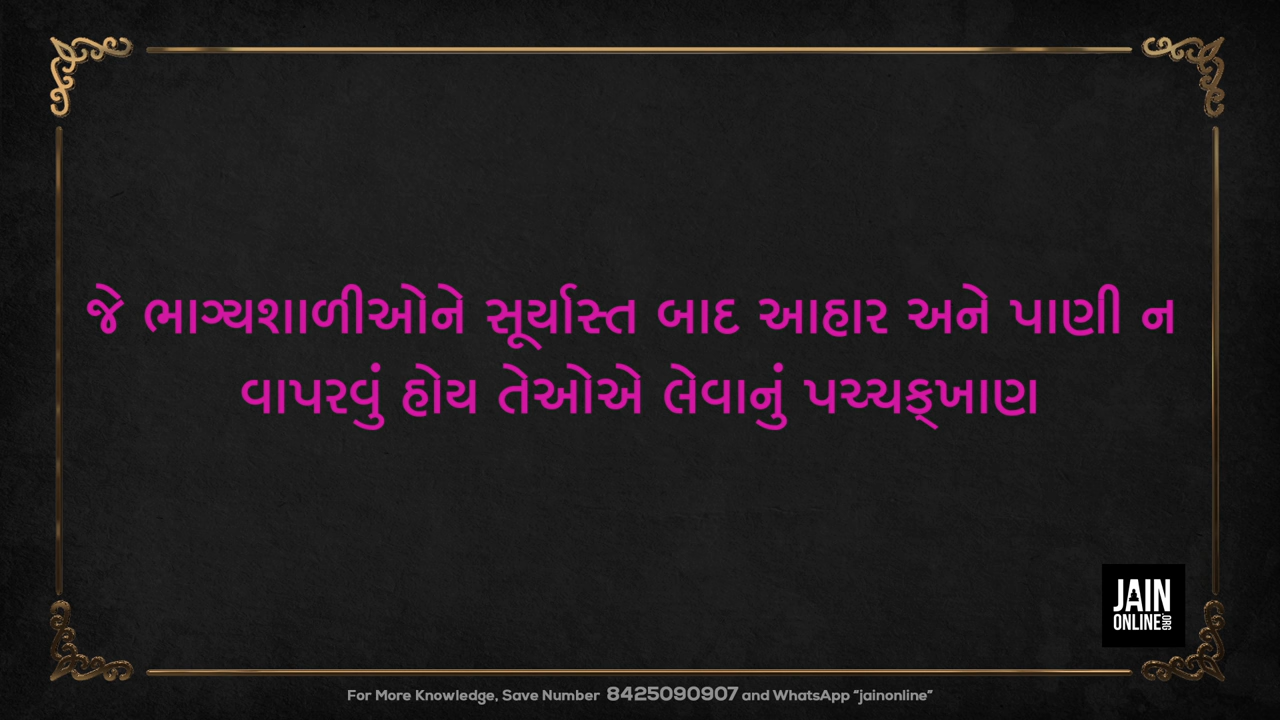 જે ભાગ્યશાળીઓને સૂર્યાસ્ત બાદ આહાર અને પાણી ન
વાપરવું હોય તેઓએ લેવાનું પચ્ચક્ખાણ
JAIN
ONLINE.ORG
For More Knowledge, Save Number 8425090907 and WhatsApp "jainonline"